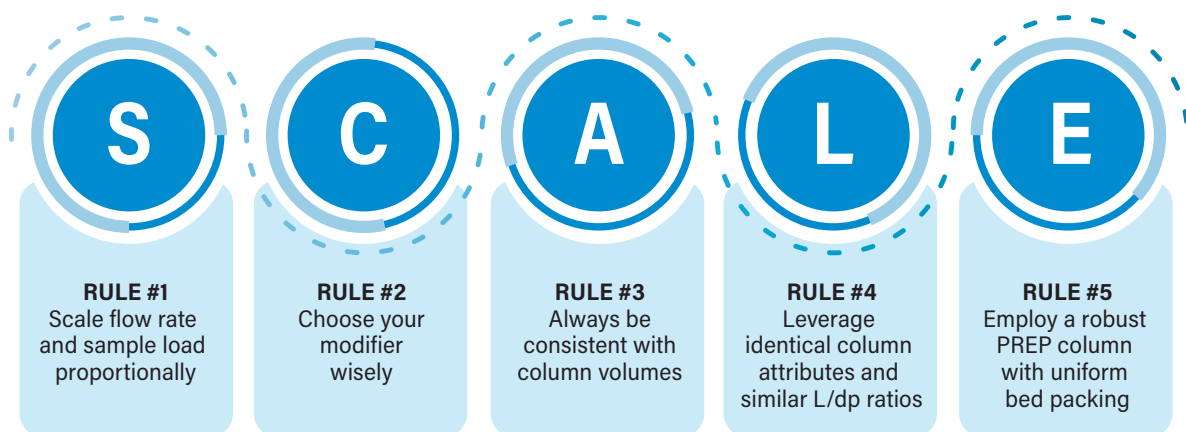 S
C
A
L
E
RULE #1
Scale flow rate
and sample load
proportionally
RULE #2
Choose your
modifier
wisely
RULE #3
Always be
consistent with
column volumes
RULE #4
Leverage
identical column
attributes and
similar L/dp ratios
RULE #5
Employ a robust
PREP column
with uniform
bed packing